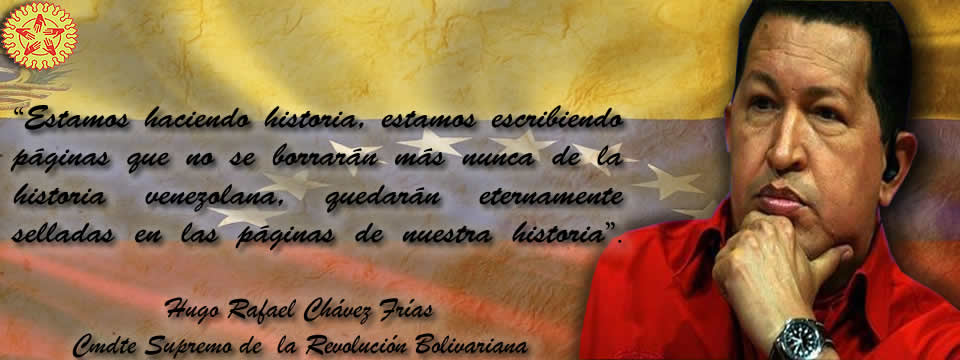 “Estamos haciendo historia, estamos escribiendo
páginas que no se borrarán más nunca de la
historia venezolana, quedarán eternamente
selladas en las páginas de nuestra historia”.
Hugo Rafael Chávez Frías
Cmdte Supremo de la Revolución Bolivariana